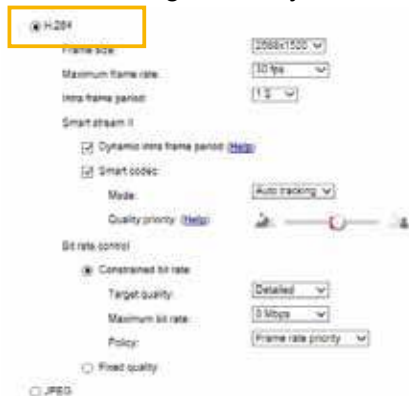 H.264
Frame size: 2688x1520
Maximum frame rate: 30 fps
Intra frame period: 1 S
Smart stream II
Dynamic intra frame period (Help)
Smart codec
Mode: Auto tracking
Quality priority: (Help)
Bit rate control
Constrained bit rate
Target quality: Detailed
Maximum bit rate: Mbps
Policy: Frame rate priority
Fixed quality
JPEG